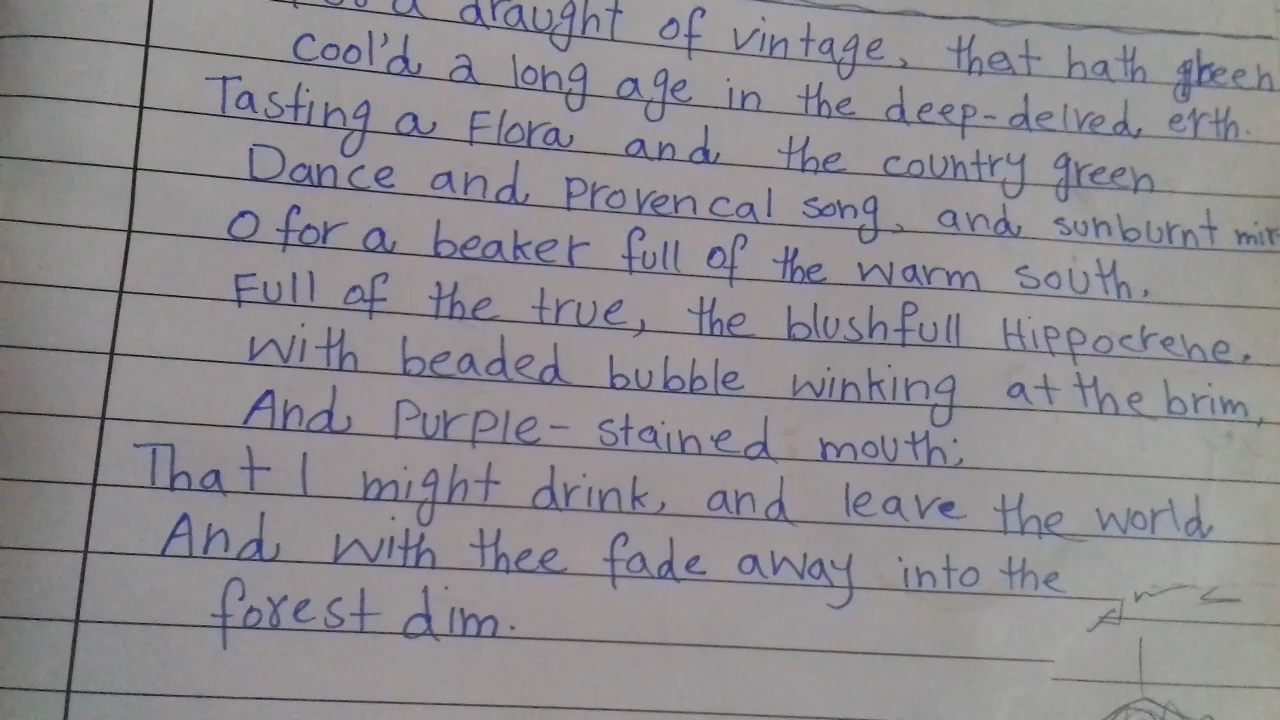 a draught of vintage, that hath gbeen
cool'd a long age in the deep-delved erth.
Tasting a Flora and the country green
Dance and provencal song, and sunburnt mir
O for a beaker full of the warm south.
Full of the true, the blushfull Hippocrene.
with beaded bubble winking at the brim,
And purple-stained mouth;
That I might drink, and leave the world
And with thee fade away into the
forest dim.